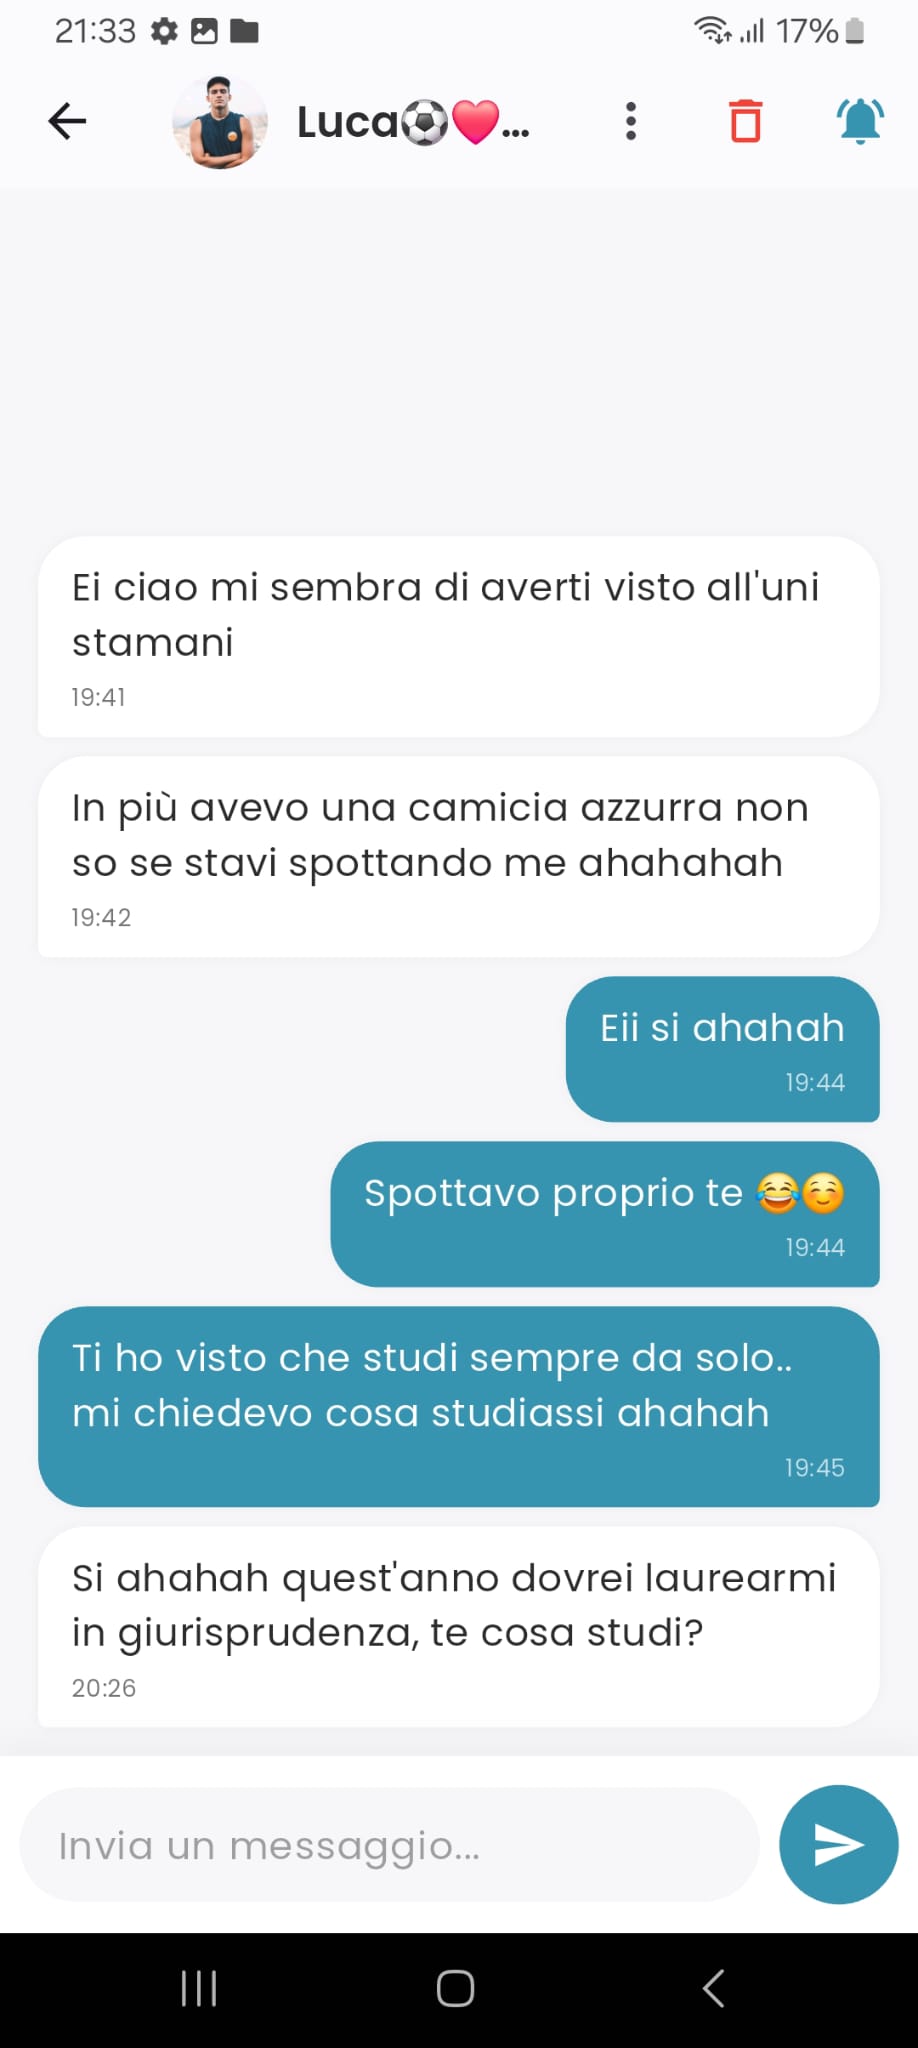 21:33
17%
Luca⚽❤️...
Ei ciao mi sembra di averti visto all'uni
stamani
19:41
In più avevo una camicia azzurra non
so se stavi spottando me ahahahah
19:42
Eii si ahahah
19:44
Spottavo proprio te 😂☺️
19:44
Ti ho visto che studi sempre da solo..
mi chiedevo cosa studiassi ahahah
19:45
Si ahahah quest'anno dovrei laurearmi
in giurisprudenza, te cosa studi?
20:26
Invia un messaggio...